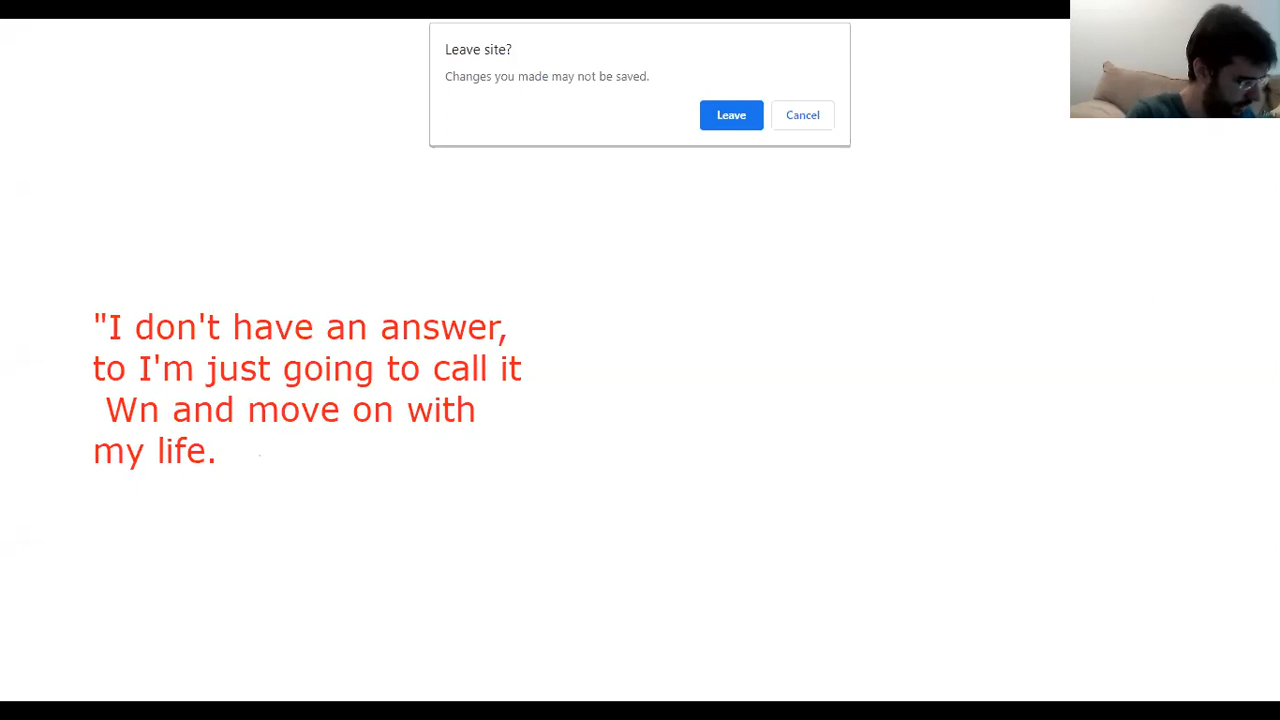 Leave site?
Changes you made may not be saved.
Leave
Cancel
"I don't have an answer,
to I'm just going to call it
Wn and move on with
my life.